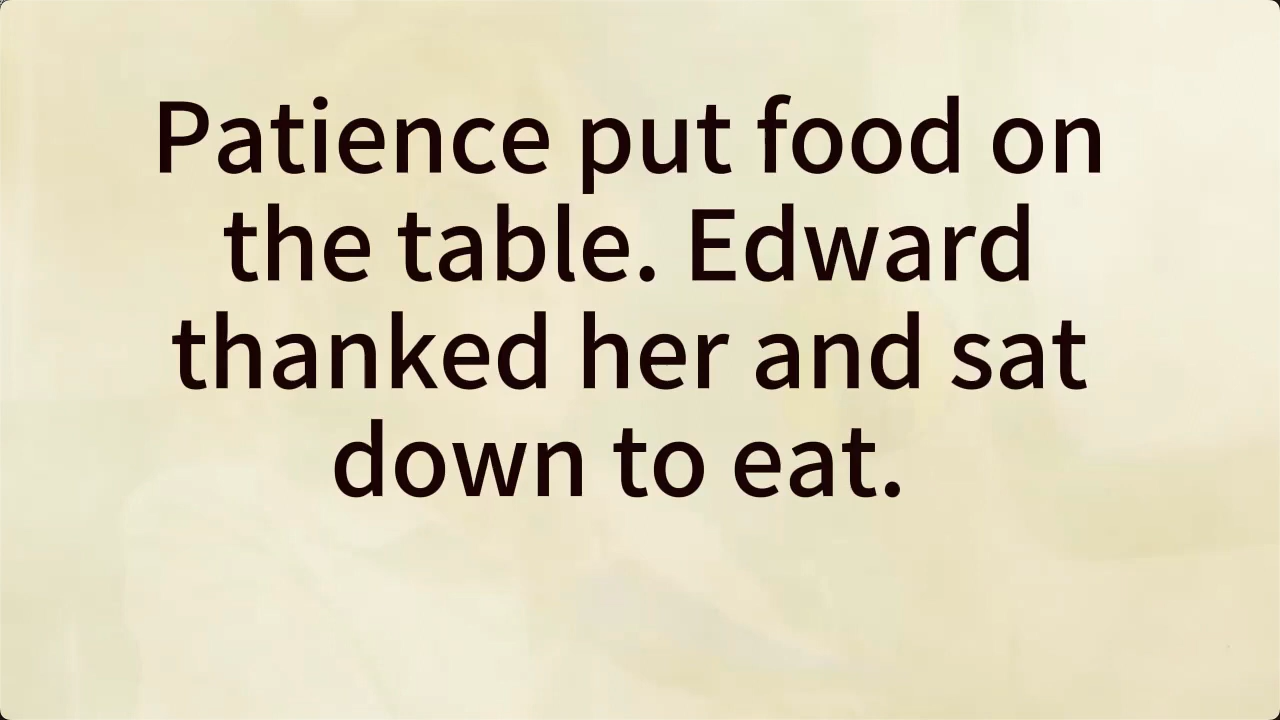 Patience put food on
the table. Edward
thanked her and sat
down to eat.